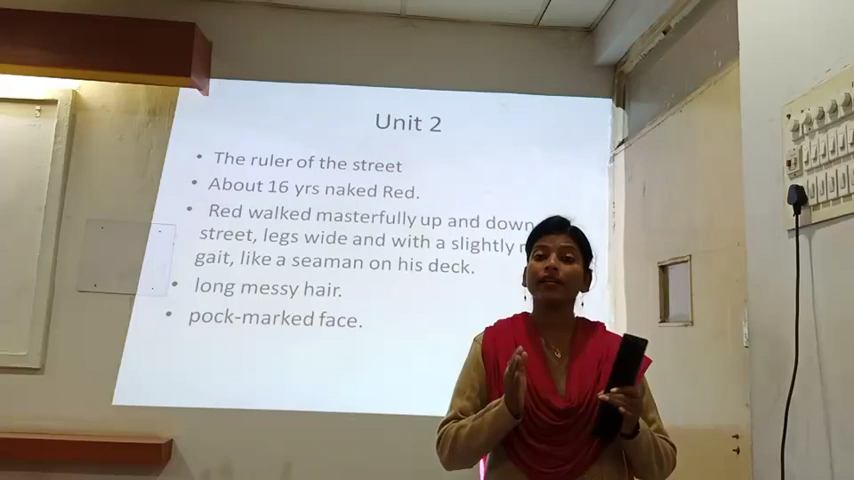 Unit 2
• The ruler of the street
• About 16 yrs naked Red.
• Red walked masterfully up and down
street, legs wide and with a slightly
gait, like a seaman on his deck.
• long messy hair.
• pock-marked face.